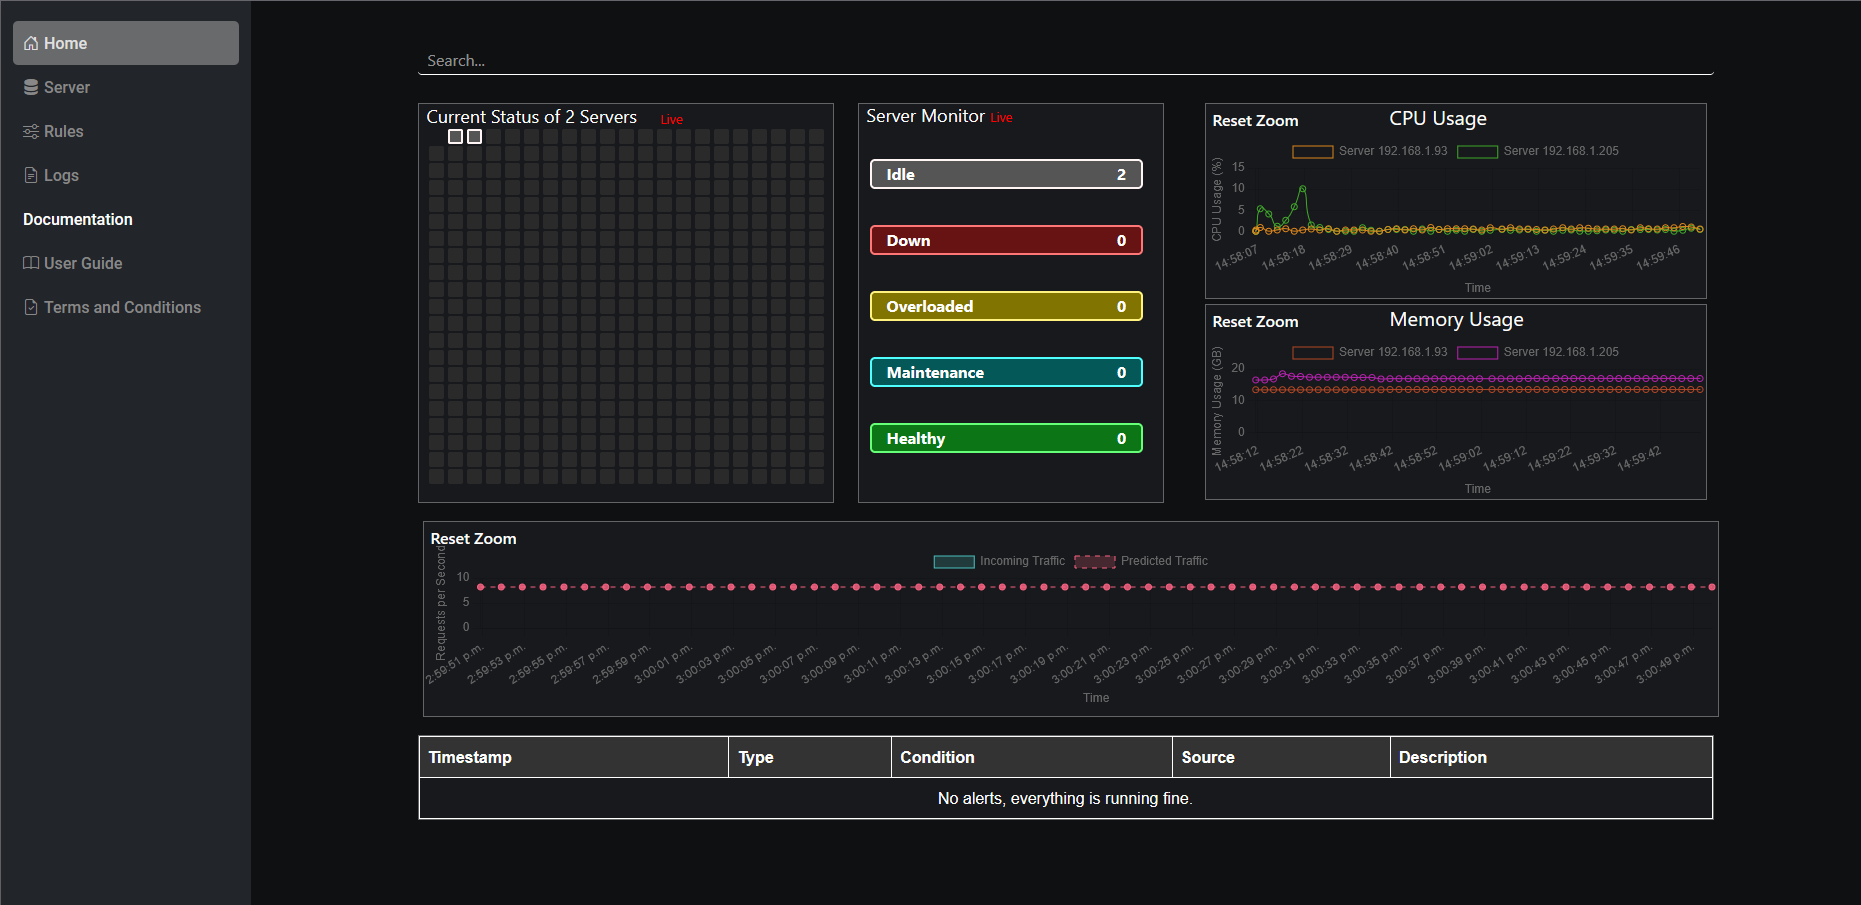 Home
Server
Rules
Logs
Documentation
User Guide
Terms and Conditions
Search...
Current Status of 2 Servers Live
Server Monitor Live
Idle 2
Down 0
Overloaded 0
Maintenance 0
Healthy 0
Reset Zoom CPU Usage
Server 192.168.1.93 Server 192.168.1.205
CPU Usage (%)
15
10
5
0
14:58:07 14:58:18 14:58:29 14:58:40 14:58:51 14:59:02 14:59:13 14:59:24 14:59:35 14:59:46
Time
Reset Zoom Memory Usage
Server 192.168.1.93 Server 192.168.1.205
Memory Usage (GB)
20
10
0
14:58:12 14:58:22 14:58:32 14:58:42 14:58:52 14:59:02 14:59:12 14:59:22 14:59:32 14:59:42
Time
Reset Zoom
Incoming Traffic Predicted Traffic
Requests per Second
10
5
0
2:59:51 p.m. 2:59:53 p.m. 2:59:55 p.m. 2:59:57 p.m. 2:59:59 p.m. 3:00:01 p.m. 3:00:03 p.m. 3:00:05 p.m. 3:00:07 p.m. 3:00:09 p.m. 3:00:11 p.m. 3:00:13 p.m. 3:00:15 p.m. 3:00:17 p.m. 3:00:19 p.m. 3:00:21 p.m. 3:00:23 p.m. 3:00:25 p.m. 3:00:27 p.m. 3:00:29 p.m. 3:00:31 p.m. 3:00:33 p.m. 3:00:35 p.m. 3:00:37 p.m. 3:00:39 p.m. 3:00:41 p.m. 3:00:43 p.m. 3:00:45 p.m. 3:00:47 p.m. 3:00:49 p.m.
Time
Timestamp Type Condition Source Description
No alerts, everything is running fine.